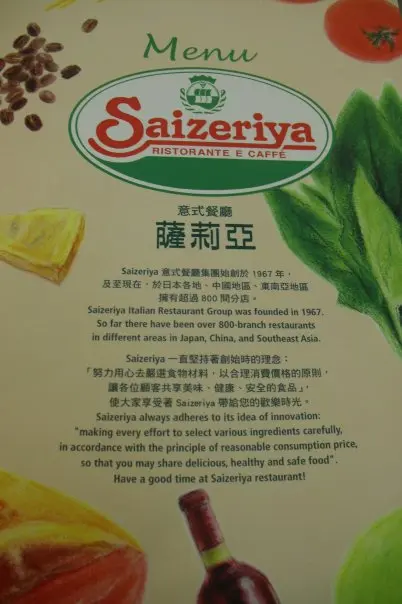 Menu
Saizeriya
RISTORANTE E CAFFÉ
意式餐廳
薩莉亞
Saizeriya 意式餐廳集團始創於 1967 年，
及至現在，於日本各地、中國地區、東南亞地區
擁有超過 800 間分店。
Saizeriya Italian Restaurant Group was founded in 1967.
So far there have been over 800-branch restaurants
in different areas in Japan, China, and Southeast Asia.
Saizeriya 一直堅持著創始時的理念：
「努力用心去嚴選食物材料，以合理消費價格的原則，
讓各位顧客共享美味、健康、安全的食品」，
使大家享受著 Saizeriya 帶給您的歡樂時光。
Saizeriya always adheres to its idea of innovation:
"making every effort to select various ingredients carefully,
in accordance with the principle of reasonable consumption price,
so that you may share delicious, healthy and safe food".
Have a good time at Saizeriya restaurant!